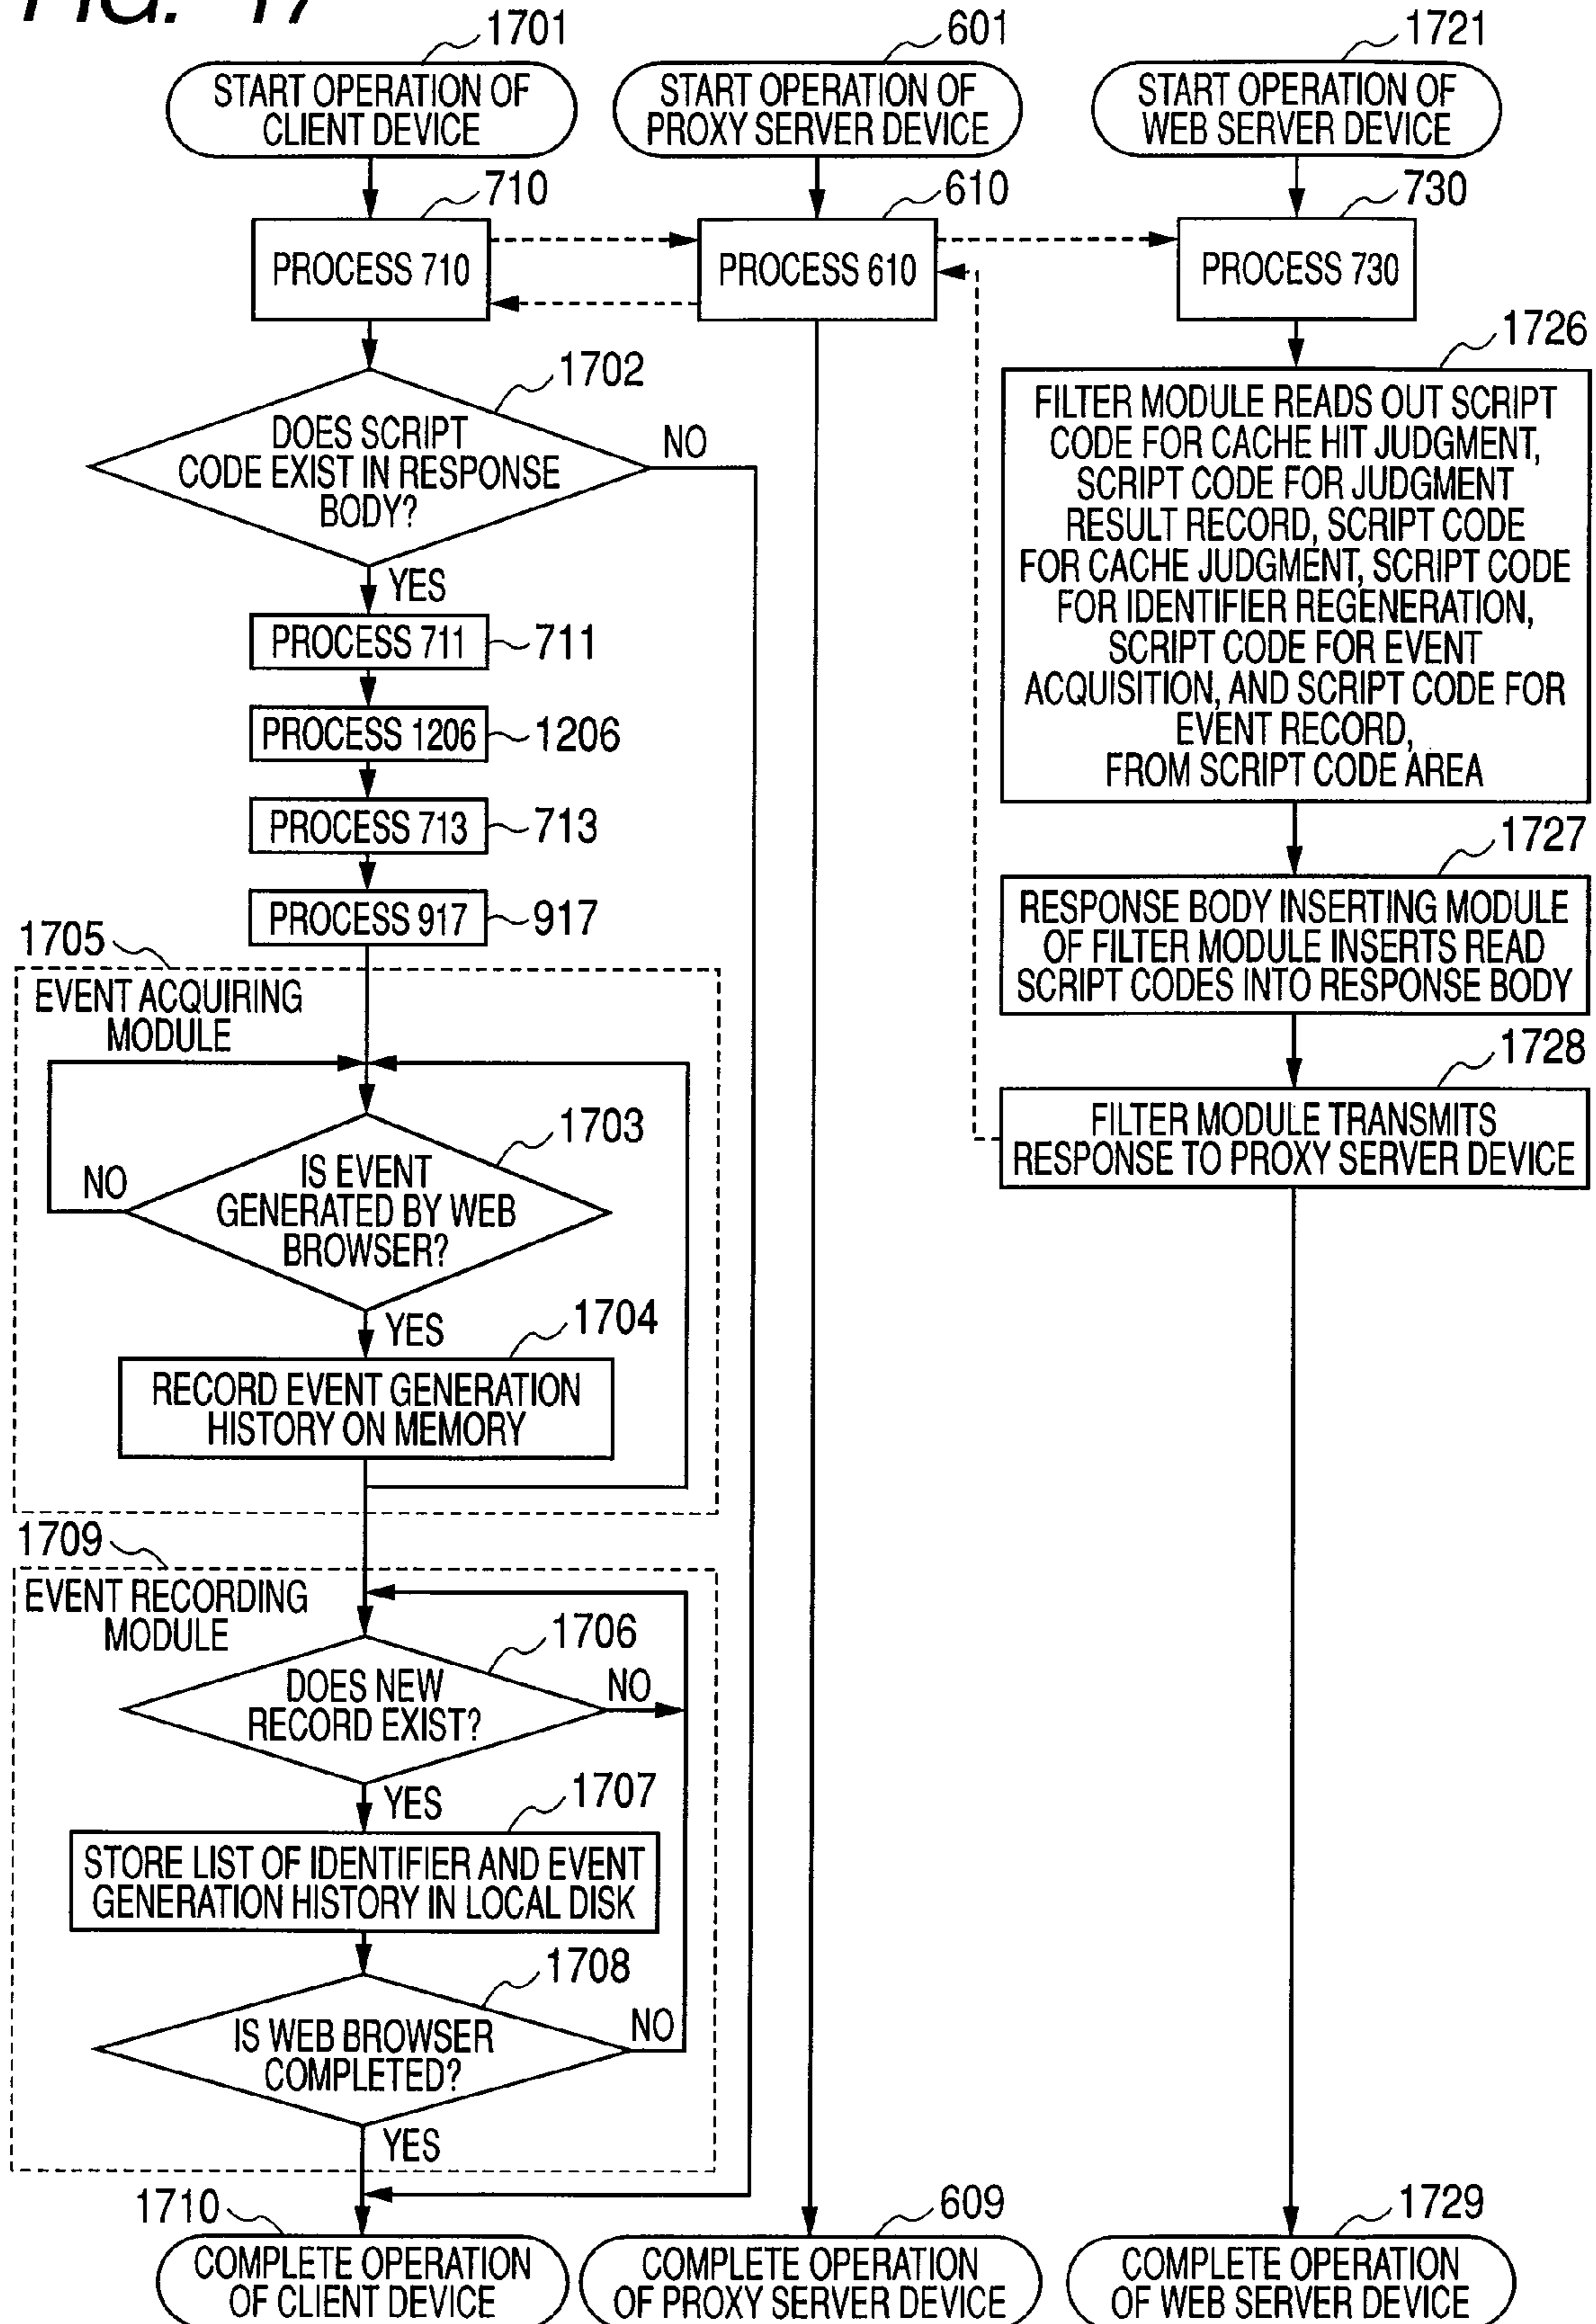 FIG. 17
1701
START OPERATION OF
CLIENT DEVICE
601
START OPERATION OF
PROXY SERVER DEVICE
1721
START OPERATION OF
WEB SERVER DEVICE
710
PROCESS 710
610
PROCESS 610
730
PROCESS 730
1702
DOES SCRIPT
CODE EXIST IN RESPONSE
BODY?
NO
YES
PROCESS 711
711
PROCESS 1206
1206
PROCESS 713
713
PROCESS 917
917
1705
EVENT ACQUIRING
MODULE
1703
IS EVENT
GENERATED BY WEB
BROWSER?
NO
YES
1704
RECORD EVENT GENERATION
HISTORY ON MEMORY
1709
EVENT RECORDING
MODULE
1706
DOES NEW
RECORD EXIST?
NO
YES
1707
STORE LIST OF IDENTIFIER AND EVENT
GENERATION HISTORY IN LOCAL DISK
1708
IS WEB BROWSER
COMPLETED?
NO
YES
1710
COMPLETE OPERATION
OF CLIENT DEVICE
609
COMPLETE OPERATION
OF PROXY SERVER DEVICE
1726
FILTER MODULE READS OUT SCRIPT
CODE FOR CACHE HIT JUDGMENT,
SCRIPT CODE FOR JUDGMENT
RESULT RECORD, SCRIPT CODE
FOR CACHE JUDGMENT, SCRIPT CODE
FOR IDENTIFIER REGENERATION,
SCRIPT CODE FOR EVENT
ACQUISITION, AND SCRIPT CODE FOR
EVENT RECORD,
FROM SCRIPT CODE AREA
1727
RESPONSE BODY INSERTING MODULE
OF FILTER MODULE INSERTS READ
SCRIPT CODES INTO RESPONSE BODY
1728
FILTER MODULE TRANSMITS
RESPONSE TO PROXY SERVER DEVICE
1729
COMPLETE OPERATION
OF WEB SERVER DEVICE